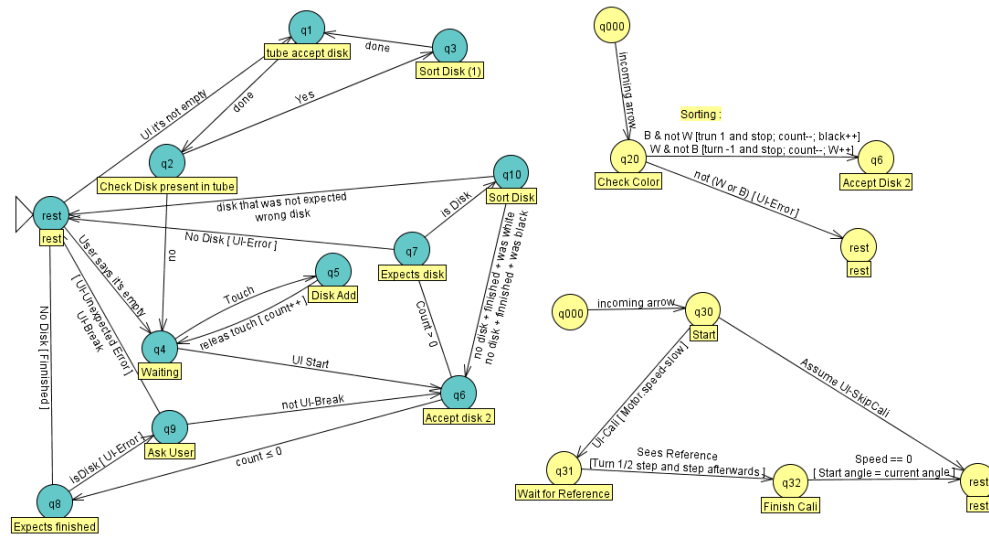 q1
tube accept disk
done
q3
Sort Disk (1)
UI it's not empty
done
Yes
q2
Check Disk present in tube
q10
Sort Disk
disk that was not expected
wrong disk
is Disk
rest
rest
No Disk [ UI-Error ]
q7
Expects disk
User says it's empty
no
q5
Disk Add
Touch
releas touch [ count++ ]
Count > 0
no disk + finished + was white
no disk + finnished + was black
[ UI-Unexpected Error ]
UI-Break
q4
Waiting
UI Start
No Disk [ Finnished ]
q6
Accept disk 2
not UI-Break
q9
Ask User
count ≤ 0
isDisk [ UI-Error ]
q8
Expects finished
q000
incoming arrow
Sorting :
B & not W [trun 1 and stop; count--; black++]
W & not B [turn -1 and stop; count--; W++]
q20
Check Color
q6
Accept Disk 2
not (W or B) [ UI-Error ]
rest
rest
q000
incoming arrow
q30
Start
Assume UI-SkipCali
UI-Cali [ Motor.speed-slow ]
q31
Wait for Reference
Sees Reference
[Turn 1/2 step and step afterwards ]
q32
Finish Cali
Speed == 0
[ Start angle = current angle ]
rest
rest